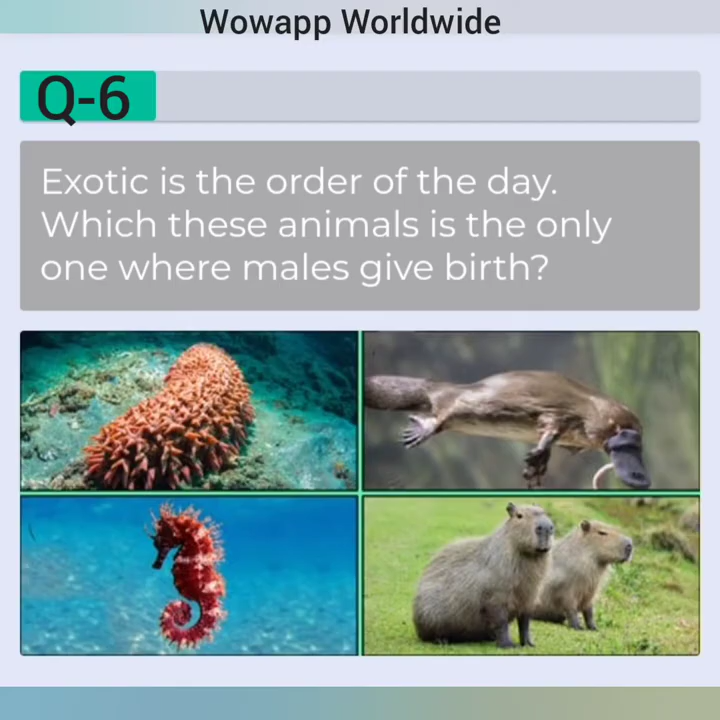 Wowapp Worldwide
Q-6
Exotic is the order of the day.
Which these animals is the only
one where males give birth?